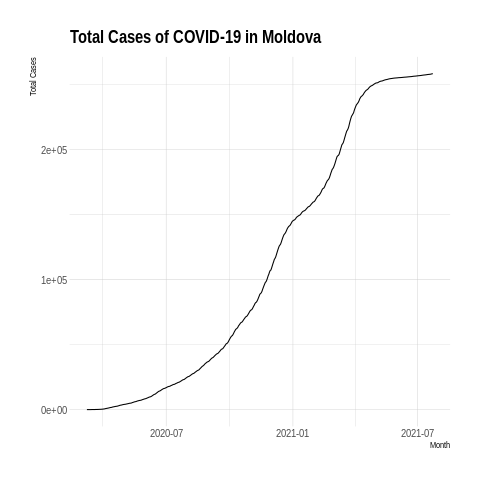 Total Cases of COVID-19 in Moldova
Total Cases
2e+05
1e+05
0e+00
2020-07
2021-01
2021-07
Month